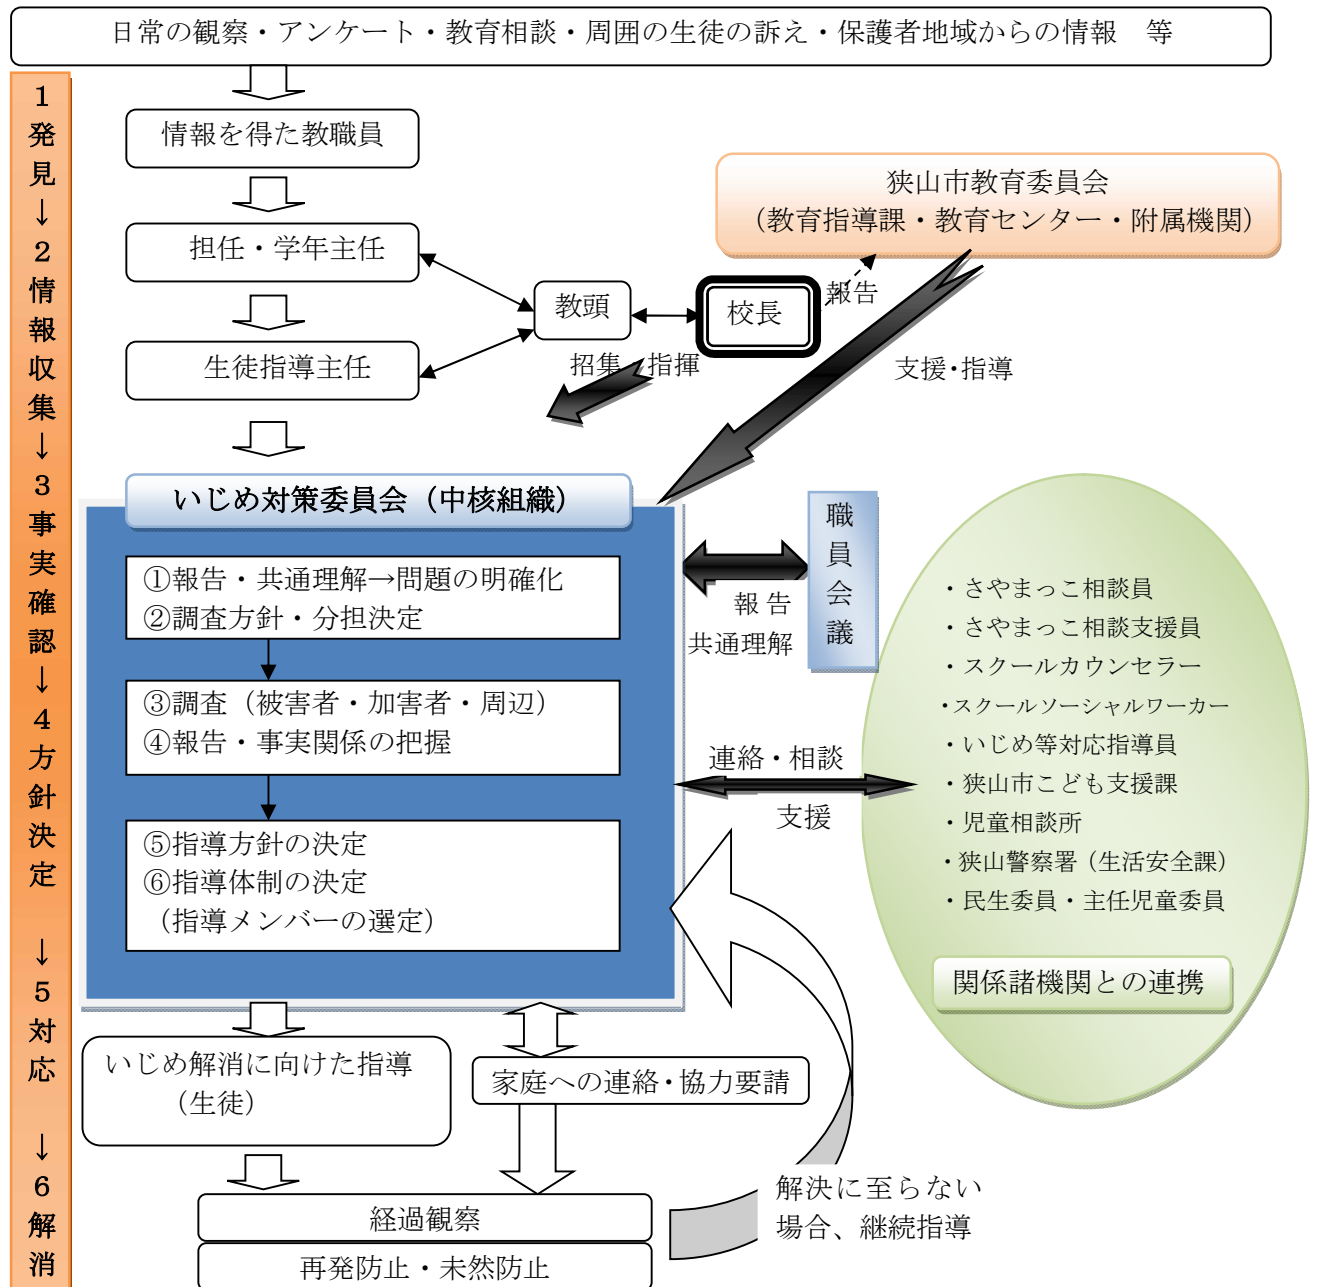 日常の観察・アンケート・教育相談・周囲の生徒の訴え・保護者地域からの情報　等
1発見→2情報収集→3事実確認→4方針決定　→5対応　→6解消
情報を得た教職員
担任・学年主任
生徒指導主任
教頭
校長
報告
狭山市教育委員会
（教育指導課・教育センター・附属機関）
招集・指揮
支援・指導
いじめ対策委員会（中核組織）
①報告・共通理解→問題の明確化
②調査方針・分担決定
③調査（被害者・加害者・周辺）
④報告・事実関係の把握
⑤指導方針の決定
⑥指導体制の決定
（指導メンバーの選定）
職員会議
報 告
共通理解
連絡・相談
支援
・さやまっこ相談員
・さやまっこ相談支援員
・スクールカウンセラー
・スクールソーシャルワーカー
・いじめ等対応指導員
・狭山市こども支援課
・児童相談所
・狭山警察署（生活安全課）
・民生委員・主任児童委員
関係諸機関との連携
いじめ解消に向けた指導
（生徒）
家庭への連絡・協力要請
経過観察
再発防止・未然防止
解決に至らない
場合、継続指導